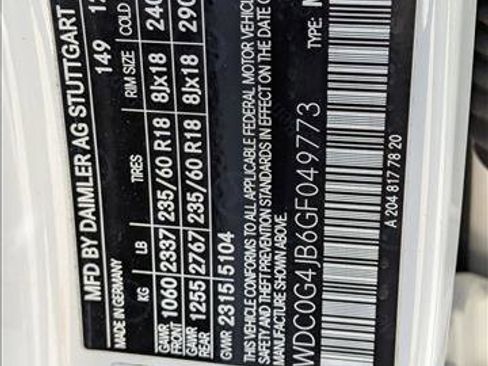 MFD BY DAIMLER AG STUTTGART
149
MADE IN GERMANY
KG LB TIRES RIM SIZE COLD
GAWR FRONT 1060 2337 235/60 R18 8Jx18 240
GAWR REAR 1255 2767 235/60 R18 8Jx18 290
GVWR 2315 5104
THIS VEHICLE CONFORMS TO ALL APPLICABLE FEDERAL MOTOR VEHICLE
SAFETY AND THEFT PREVENTION STANDARDS IN EFFECT ON THE DATE
OF MANUFACTURE
WDC0G4JB6GF049773 TYPE:
A 204 817 78 20